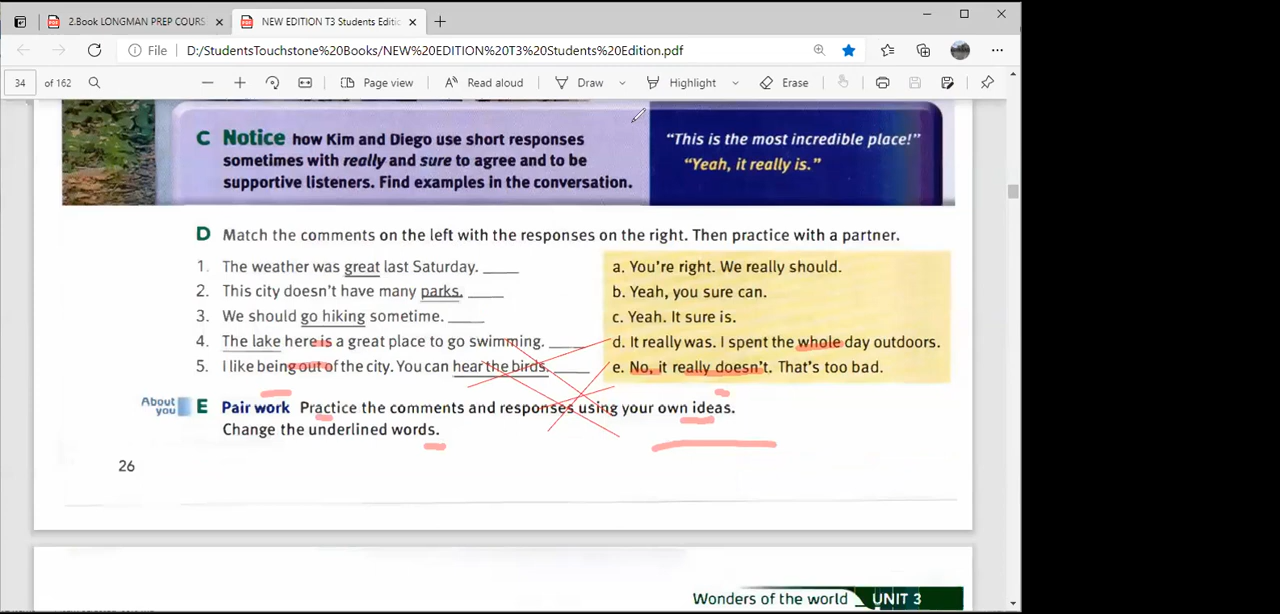 2.Book LONGMAN PREP COURS
NEW EDITION T3 Students Editio
File
D:/StudentsTouchstone%20Books/NEW%20EDITION%20T3%20Students%20Edition.pdf
34 of 162
Page view
Read aloud
Draw
Highlight
Erase
C Notice how Kim and Diego use short responses
sometimes with really and sure to agree and to be
supportive listeners. Find examples in the conversation.
"This is the most incredible place!"
"Yeah, it really is."
D Match the comments on the left with the responses on the right. Then practice with a partner.
1. The weather was great last Saturday. ____
2. This city doesn't have many parks. ____
3. We should go hiking sometime. ____
4. The lake here is a great place to go swimming. ____
5. I like being out of the city. You can hear the birds. ____
a. You're right. We really should.
b. Yeah, you sure can.
c. Yeah. It sure is.
d. It really was. I spent the whole day outdoors.
e. No, it really doesn't. That's too bad.
About you
E Pair work Practice the comments and responses using your own ideas.
Change the underlined words.
26
Wonders of the world UNIT 3